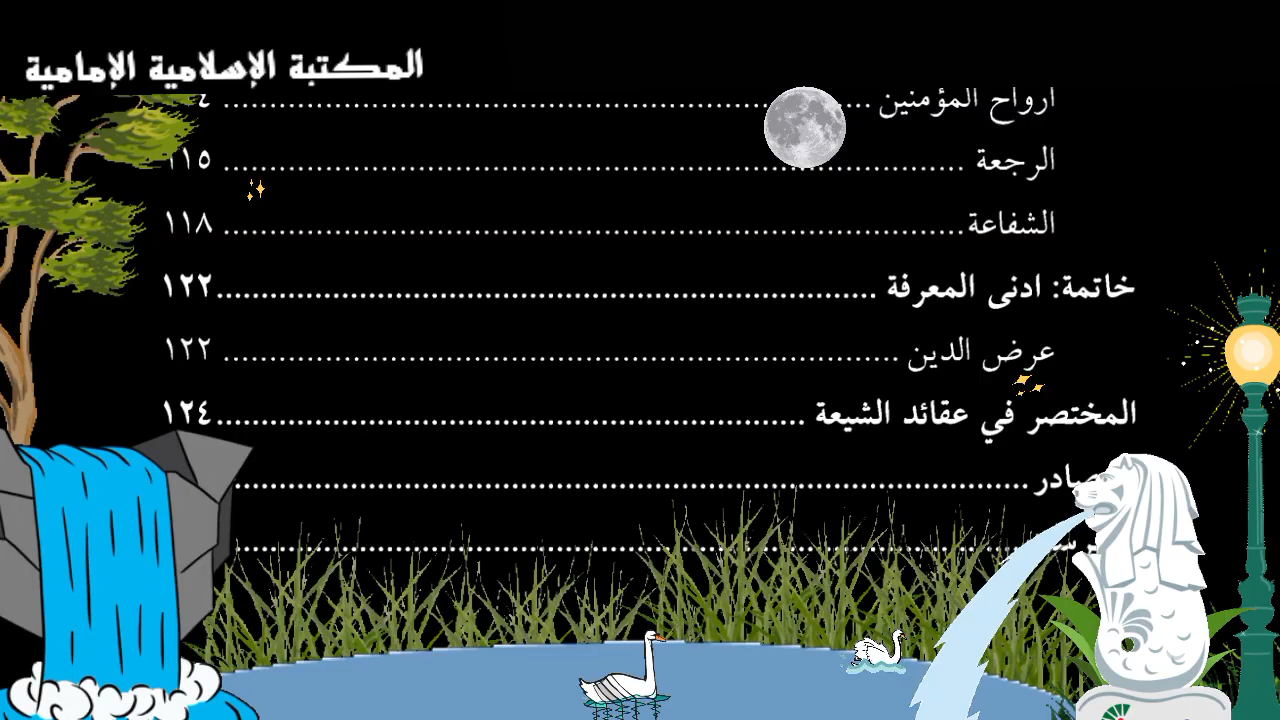 المكتبة الإسلامية الإمامية
ارواح المؤمنين ........................ ٤
الرجعة ........................ ١١٥
الشفاعة ........................ ١١٨
خاتمة: ادنى المعرفة ........................ ١٢٢
عرض الدين ........................ ١٢٢
المختصر في عقائد الشيعة ........................ ١٢٤